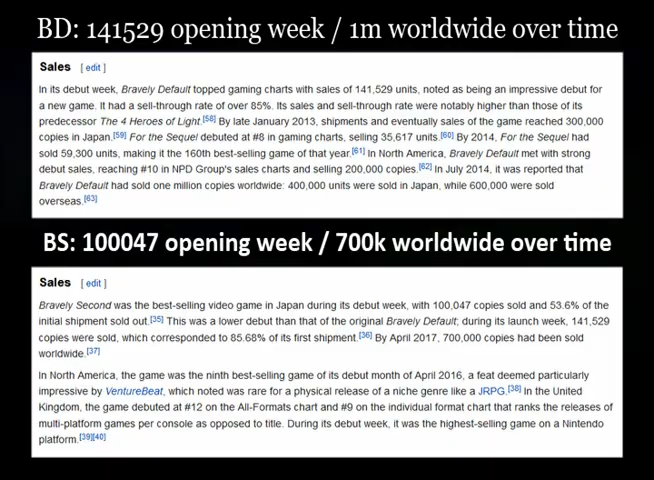 BD: 141529 opening week / 1m worldwide over time
Sales [ edit ]
In its debut week, Bravely Default topped gaming charts with sales of 141,529 units, noted as being an impressive debut for
a new game. It had a sell-through rate of over 85%. Its sales and sell-through rate were notably higher than those of its
predecessor The 4 Heroes of Light.[58] By late January 2013, shipments and eventually sales of the game reached 300,000
copies in Japan.[59] For the Sequel debuted at #8 in gaming charts, selling 35,617 units.[60] By 2014, For the Sequel had
sold 59,300 units, making it the 160th best-selling game of that year.[61] In North America, Bravely Default met with strong
debut sales, reaching #10 in NPD Group's sales charts and selling 200,000 copies.[62] In July 2014, it was reported that
Bravely Default had sold one million copies worldwide: 400,000 units were sold in Japan, while 600,000 were sold
overseas.[63]
BS: 100047 opening week / 700k worldwide over time
Sales [ edit ]
Bravely Second was the best-selling video game in Japan during its debut week, with 100,047 copies sold and 53.6% of the
initial shipment sold out.[35] This was a lower debut than that of the original Bravely Default; during its launch week, 141,529
copies were sold, which corresponded to 85.68% of its first shipment.[36] By April 2017, 700,000 copies had been sold
worldwide.[37]
In North America, the game was the ninth best-selling game of its debut month of April 2016, a feat deemed particularly
impressive by VentureBeat, which noted was rare for a physical release of a niche genre like a JRPG.[38] In the United
Kingdom, the game debuted at #12 on the All-Formats chart and #9 on the individual format chart that ranks the releases of
multi-platform games per console as opposed to title. During its debut week, it was the highest-selling game on a Nintendo
platform.[39][40]